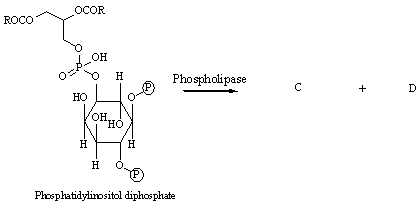 ROCO
OCOR
O
OH
P
O
O
H
P
HO
O
OH
H
H
HO
H
H
O
P
Phospholipase
C + D
Phosphatidylinositol diphosphate